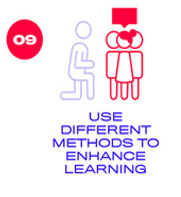 09
USE
DIFFERENT
METHODS TO
ENHANCE
LEARNING